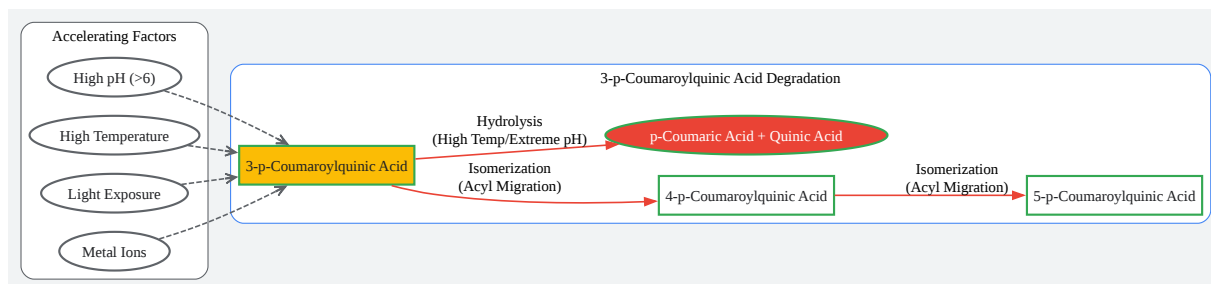 Accelerating Factors
High pH (>6)
High Temperature
Light Exposure
Metal Ions
3-p-Coumaroylquinic Acid Degradation
3-p-Coumaroylquinic Acid
Hydrolysis
(High Temp/Extreme pH)
p-Coumaric Acid + Quinic Acid
Isomerization
(Acyl Migration)
4-p-Coumaroylquinic Acid
Isomerization
(Acyl Migration)
5-p-Coumaroylquinic Acid